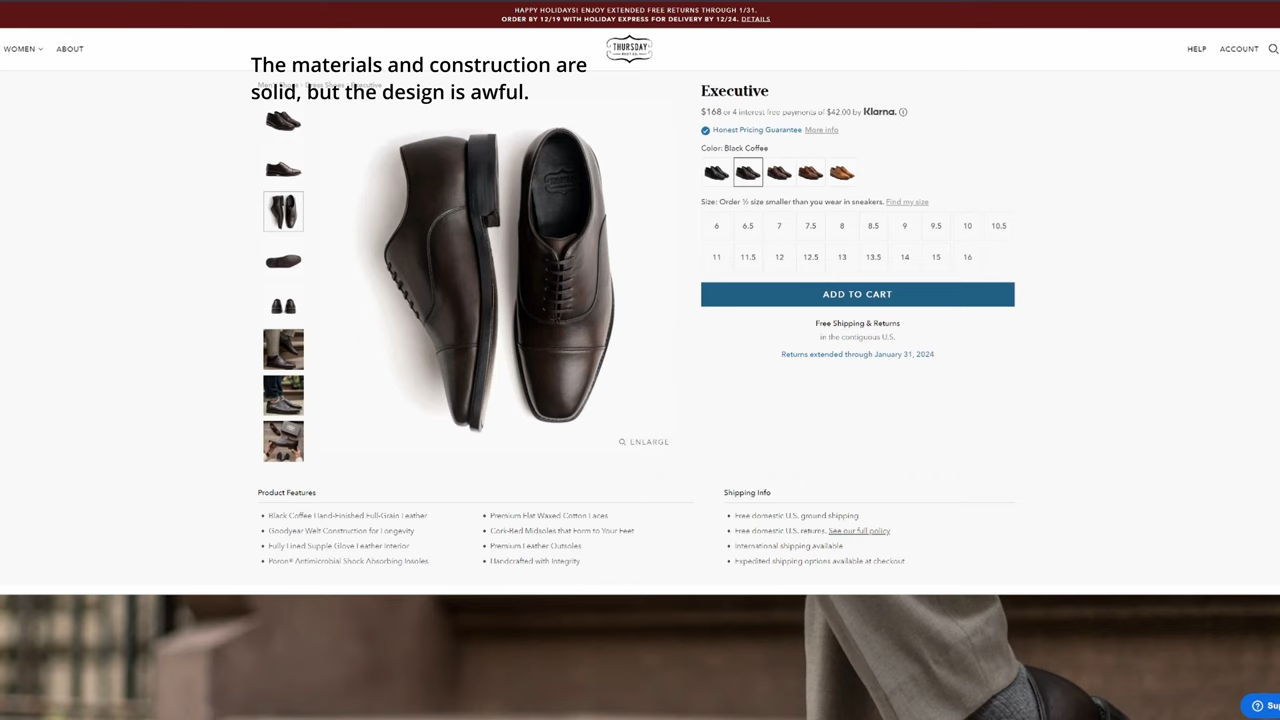 HAPPY HOLIDAYS! ENJOY EXTENDED FREE RETURNS THROUGH 1/31.
ORDER BY 12/19 WITH HOLIDAY EXPRESS FOR DELIVERY BY 12/24. DETAILS
WOMEN
ABOUT
THURSDAY
BOOT CO.
HELP
ACCOUNT
The materials and construction are
solid, but the design is awful.
Executive
$168 or 4 interest free payments of $42.00 by Klarna.
Honest Pricing Guarantee More info
Color: Black Coffee
Size: Order ½ size smaller than you wear in sneakers. Find my size
6 6.5 7 7.5 8 8.5 9 9.5 10 10.5
11 11.5 12 12.5 13 13.5 14 15 16
ADD TO CART
Free Shipping & Returns
in the contiguous U.S.
Returns extended through January 31, 2024
ENLARGE
Product Features
• Black Coffee Hand-Finished Full-Grain Leather
• Goodyear Welt Construction for Longevity
• Fully Lined Supple Glove Leather Interior
• Poron® Antimicrobial Shock Absorbing Insoles
• Premium Flat Waxed Cotton Laces
• Cork-Bed Midsoles that Form to Your Feet
• Premium Leather Outsoles
• Handcrafted with Integrity
Shipping Info
• Free domestic U.S. ground shipping
• Free domestic U.S. returns. See our full policy
• International shipping available
• Expedited shipping options available at checkout
Su